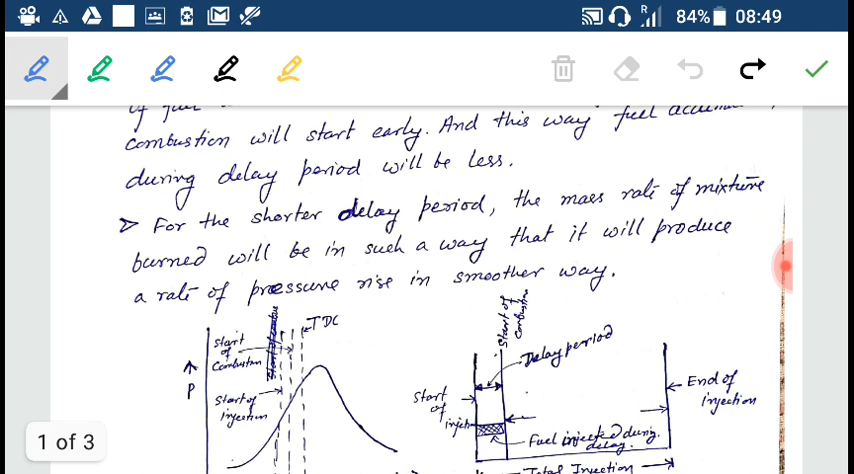 R
84%
08:49
of fuel
combustion will start early. And this way fuel
during delay period will be less.
> For the shorter delay period, the mass rate of mixture
burned will be in such a way that it will produce
a rate of pressure rise in smoother way.
Start of Combustion
TDC
P
Start of injection
Start of Combustion
Delay period
Start of
End of injection
Fuel injected during delay
Total Injection
1 of 3